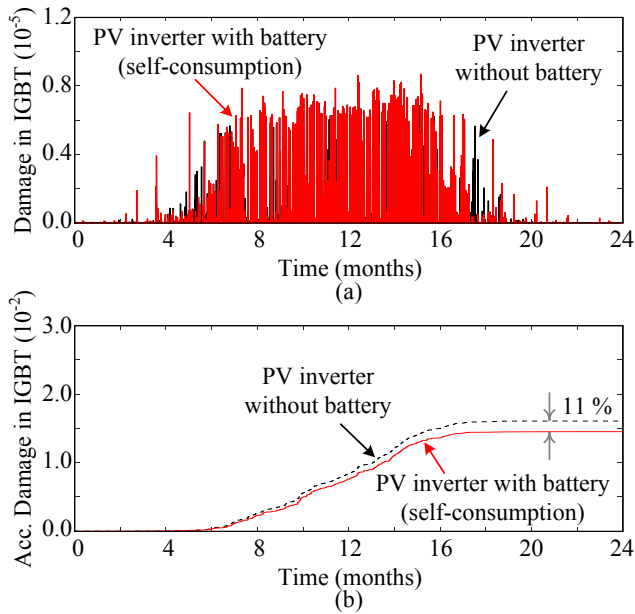 Damage in IGBT (10⁻⁵)
1.2
0.8
0.4
0.0
PV inverter with battery
(self-consumption)
PV inverter
without battery
0 4 8 12 16 20 24
Time (months)
(a)
Acc. Damage in IGBT (10⁻²)
3.0
2.0
1.0
0.0
PV inverter
without battery
11 %
PV inverter with battery
(self-consumption)
0 4 8 12 16 20 24
Time (months)
(b)